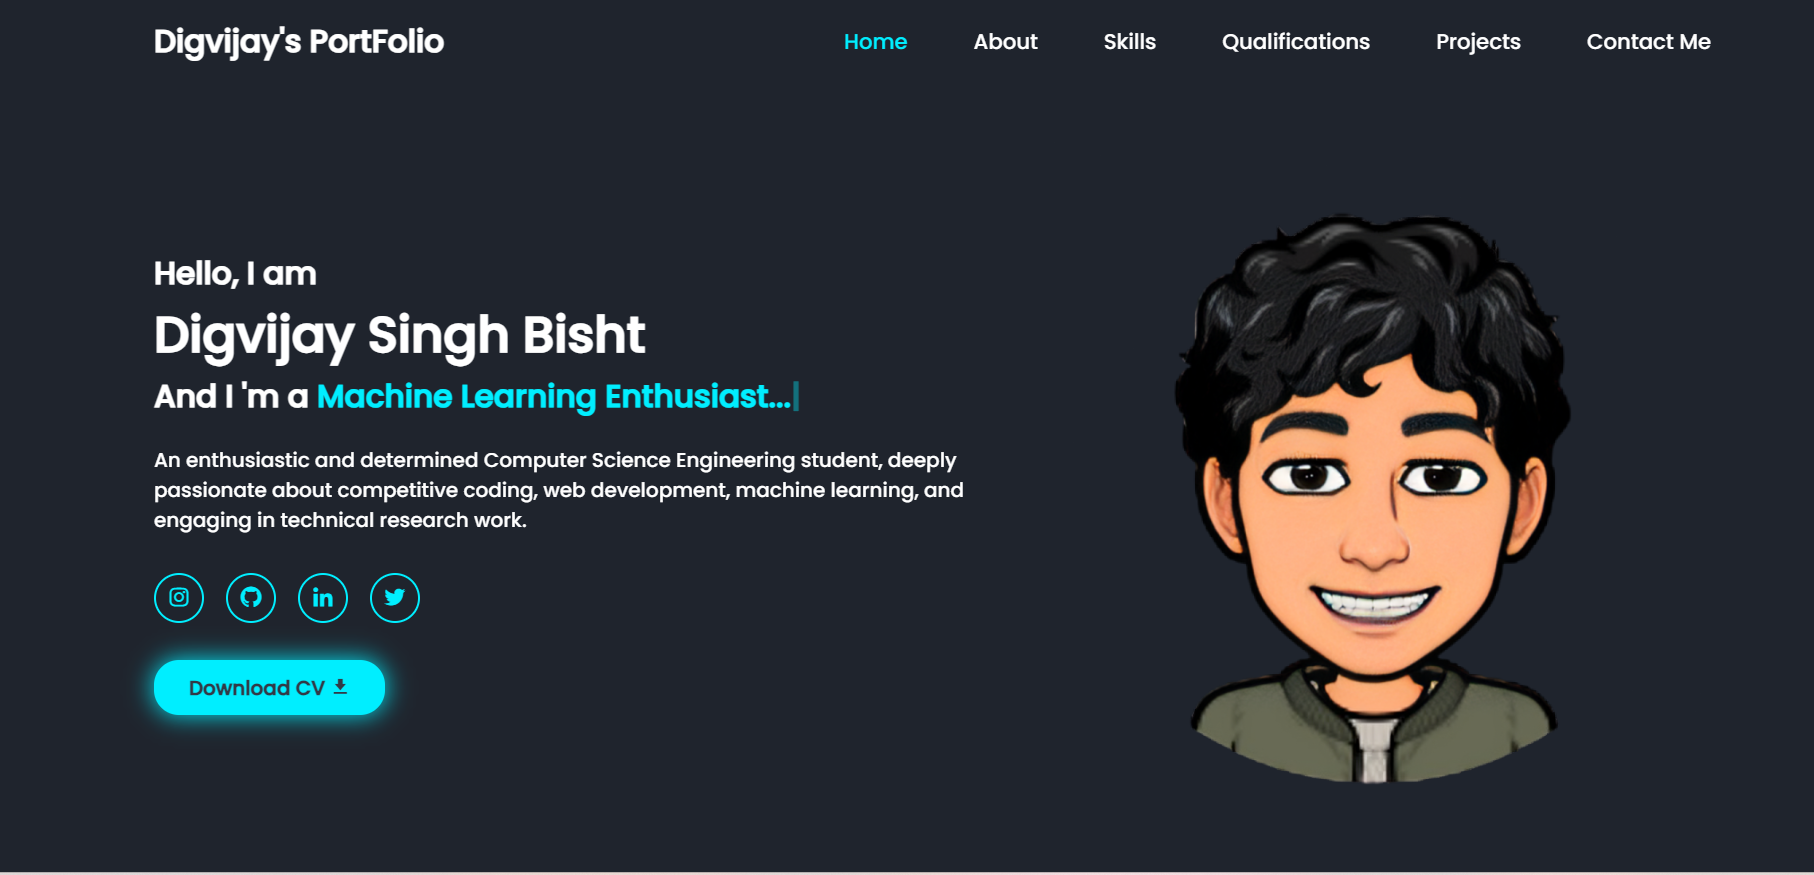 Digvijay's PortFolio
Home
About
Skills
Qualifications
Projects
Contact Me
Hello, I am
Digvijay Singh Bisht
And I 'm a Machine Learning Enthusiast...
An enthusiastic and determined Computer Science Engineering student, deeply
passionate about competitive coding, web development, machine learning, and
engaging in technical research work.
Download CV